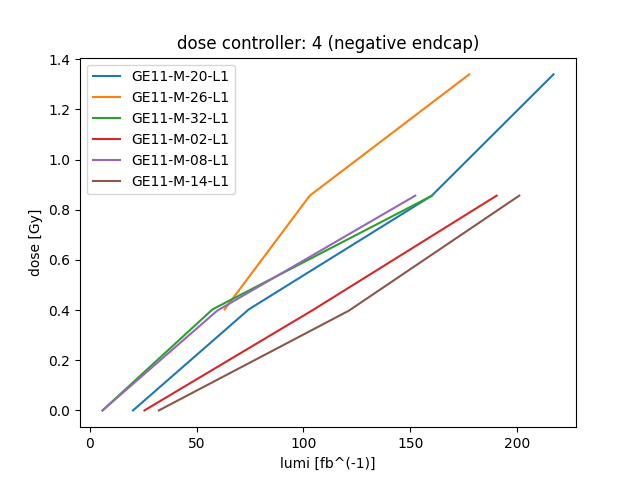 dose controller: 4 (negative endcap)
GE11-M-20-L1
GE11-M-26-L1
GE11-M-32-L1
GE11-M-02-L1
GE11-M-08-L1
GE11-M-14-L1
dose [Gy]
1.4
1.2
1.0
0.8
0.6
0.4
0.2
0.0
0 50 100 150 200
lumi [fb^(-1)]